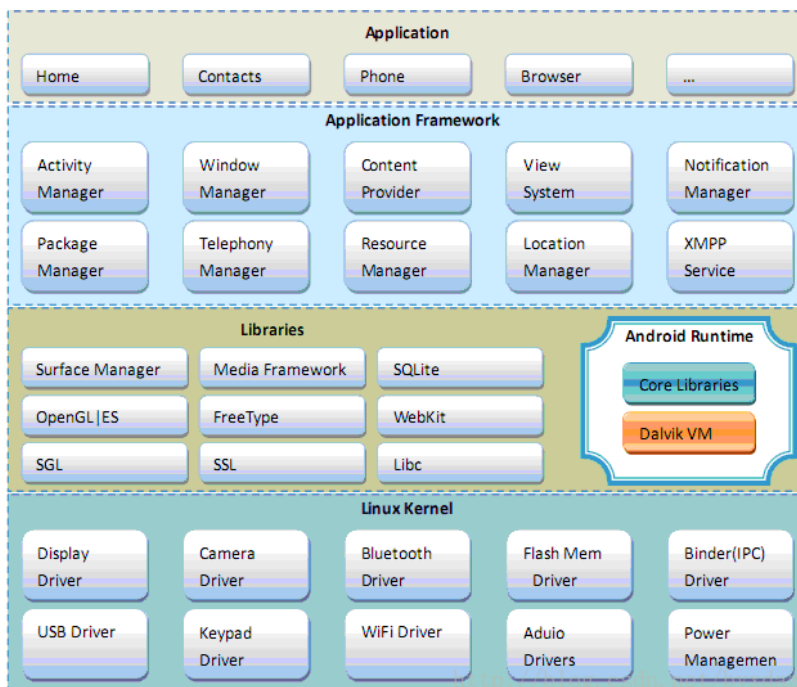 Application
Home
Contacts
Phone
Browser
...
Application Framework
Activity
Manager
Window
Manager
Content
Provider
View
System
Notification
Manager
Package
Manager
Telephony
Manager
Resource
Manager
Location
Manager
XMPP
Service
Libraries
Surface Manager
Media Framework
SQLite
OpenGL|ES
FreeType
WebKit
SGL
SSL
Libc
Android Runtime
Core Libraries
Dalvik VM
Linux Kernel
Display
Driver
Camera
Driver
Bluetooth
Driver
Flash Mem
Driver
Binder(IPC)
Driver
USB Driver
Keypad
Driver
WiFi Driver
Aduio
Drivers
Power
Managemen